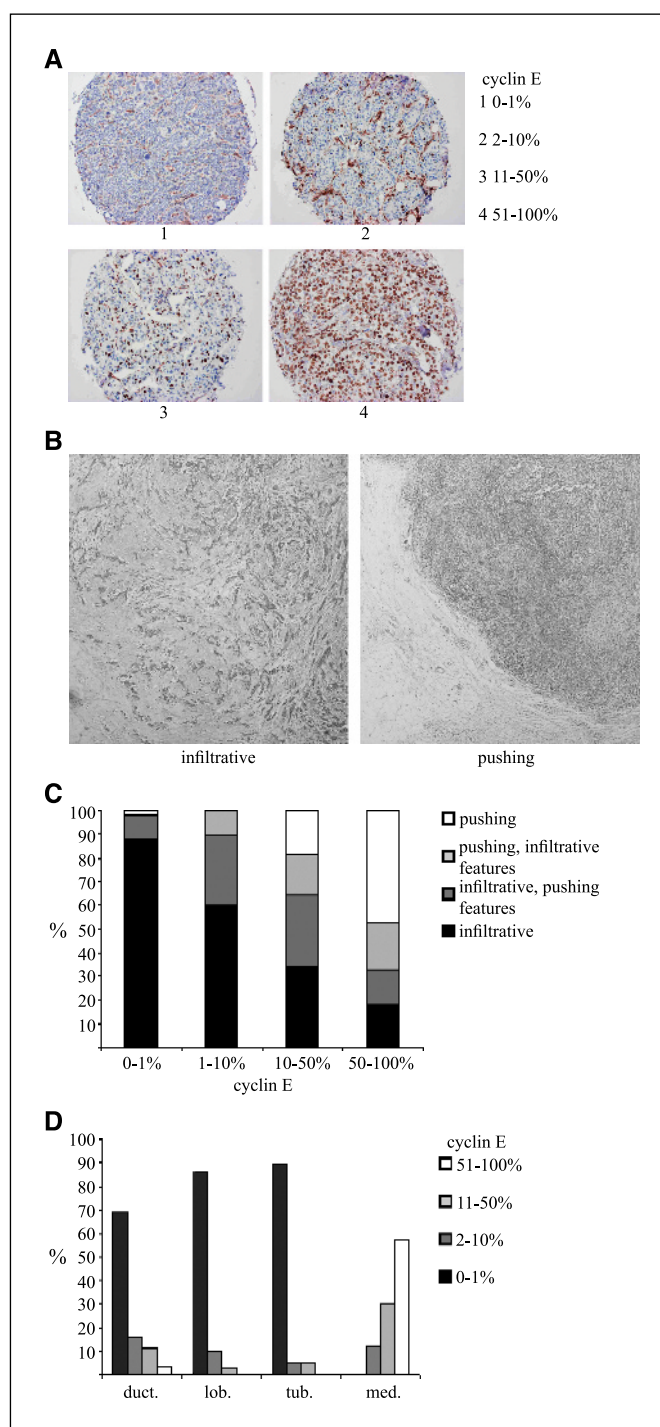 A
cyclin E
1 0-1%
2 2-10%
3 11-50%
4 51-100%
1
2
3
4
B
infiltrative
pushing
C
100
90
80
70
60
50
40
30
20
10
%
0-1%
1-10%
10-50%
50-100%
cyclin E
pushing
pushing, infiltrative
features
infiltrative, pushing
features
infiltrative
D
100
90
80
70
60
50
40
30
20
10
%
duct.
lob.
tub.
med.
cyclin E
51-100%
11-50%
2-10%
0-1%